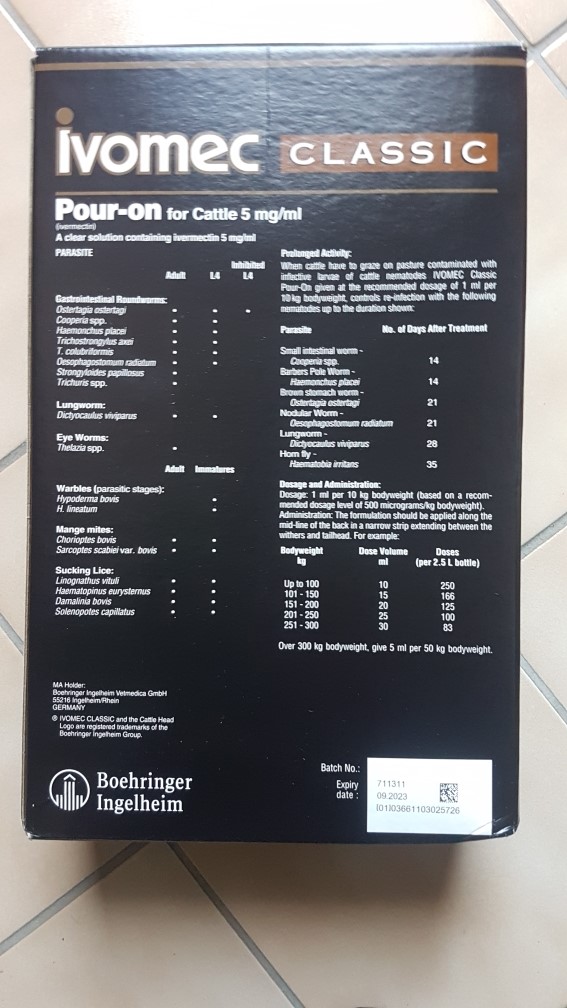 ivomec CLASSIC
Pour-on for Cattle 5 mg/ml
(ivermectin)
A clear solution containing ivermectin 5 mg/ml
PARASITE
Adult L4 Inhibited L4
Gastrointestinal Roundworms:
Ostertagia ostertagi • • •
Cooperia spp. • •
Haemonchus placei • •
Trichostrongylus axei • •
T. colubriformis • •
Oesophagostomum radiatum • •
Strongyloides papillosus •
Trichuris spp. •
Lungworm:
Dictyocaulus viviparus • •
Eye Worms:
Thelazia spp. •
Adult Immatures
Warbles (parasitic stages):
Hypoderma bovis •
H. lineatum •
Mange mites:
Chorioptes bovis • •
Sarcoptes scabiei var. bovis • •
Sucking Lice:
Linognathus vituli • •
Haematopinus eurysternus • •
Damalinia bovis • •
Solenopotes capillatus • •
MA Holder:
Boehringer Ingelheim Vetmedica GmbH
55216 Ingelheim/Rhein
GERMANY
® IVOMEC CLASSIC and the Cattle Head
Logo are registered trademarks of the
Boehringer Ingelheim Group.
Boehringer
Ingelheim
Prolonged Activity:
When cattle have to graze on pasture contaminated with
infective larvae of cattle nematodes IVOMEC Classic
Pour-On given at the recommended dosage of 1 ml per
10 kg bodyweight, controls re-infection with the following
nematodes up to the duration shown:
Parasite No. of Days After Treatment
Small intestinal worm -
Cooperia spp. 14
Barbers Pole Worm -
Haemonchus placei 14
Brown stomach worm -
Ostertagia ostertagi 21
Nodular Worm -
Oesophagostomum radiatum 21
Lungworm -
Dictyocaulus viviparus 28
Horn fly -
Haematobia irritans 35
Dosage and Administration:
Dosage: 1 ml per 10 kg bodyweight (based on a recom-
mended dosage level of 500 micrograms/kg bodyweight).
Administration: The formulation should be applied along the
mid-line of the back in a narrow strip extending between the
withers and tailhead. For example:
Bodyweight Dose Volume Doses
kg ml (per 2.5 L bottle)
Up to 100 10 250
101 - 150 15 166
151 - 200 20 125
201 - 250 25 100
251 - 300 30 83
Over 300 kg bodyweight, give 5 ml per 50 kg bodyweight.
Batch No.: 711311
Expiry date : 09.2023
(01)03661103025726